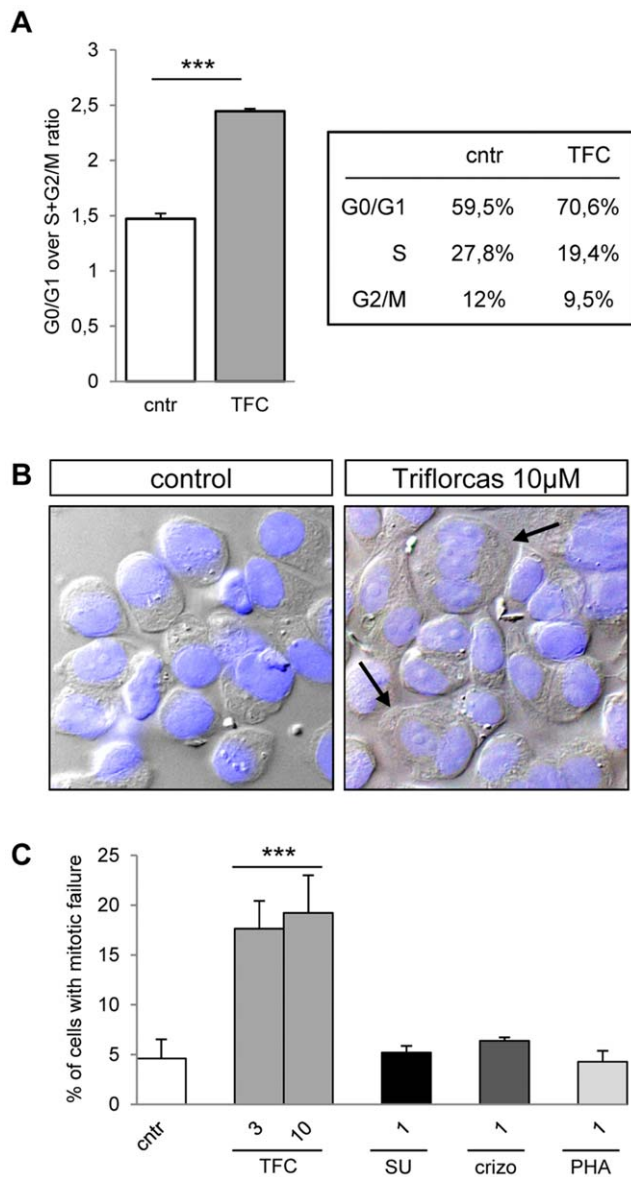 A
G0/G1 over S+G2/M ratio
3
2,5
2
1,5
1
0,5
0
***
cntr
TFC
cntr TFC
G0/G1 59,5% 70,6%
S 27,8% 19,4%
G2/M 12% 9,5%
B
control
Triflorcas 10µM
C
% of cells with mitotic failure
25
20
15
10
5
0
***
cntr
3
10
1
1
1
TFC
SU
crizo
PHA